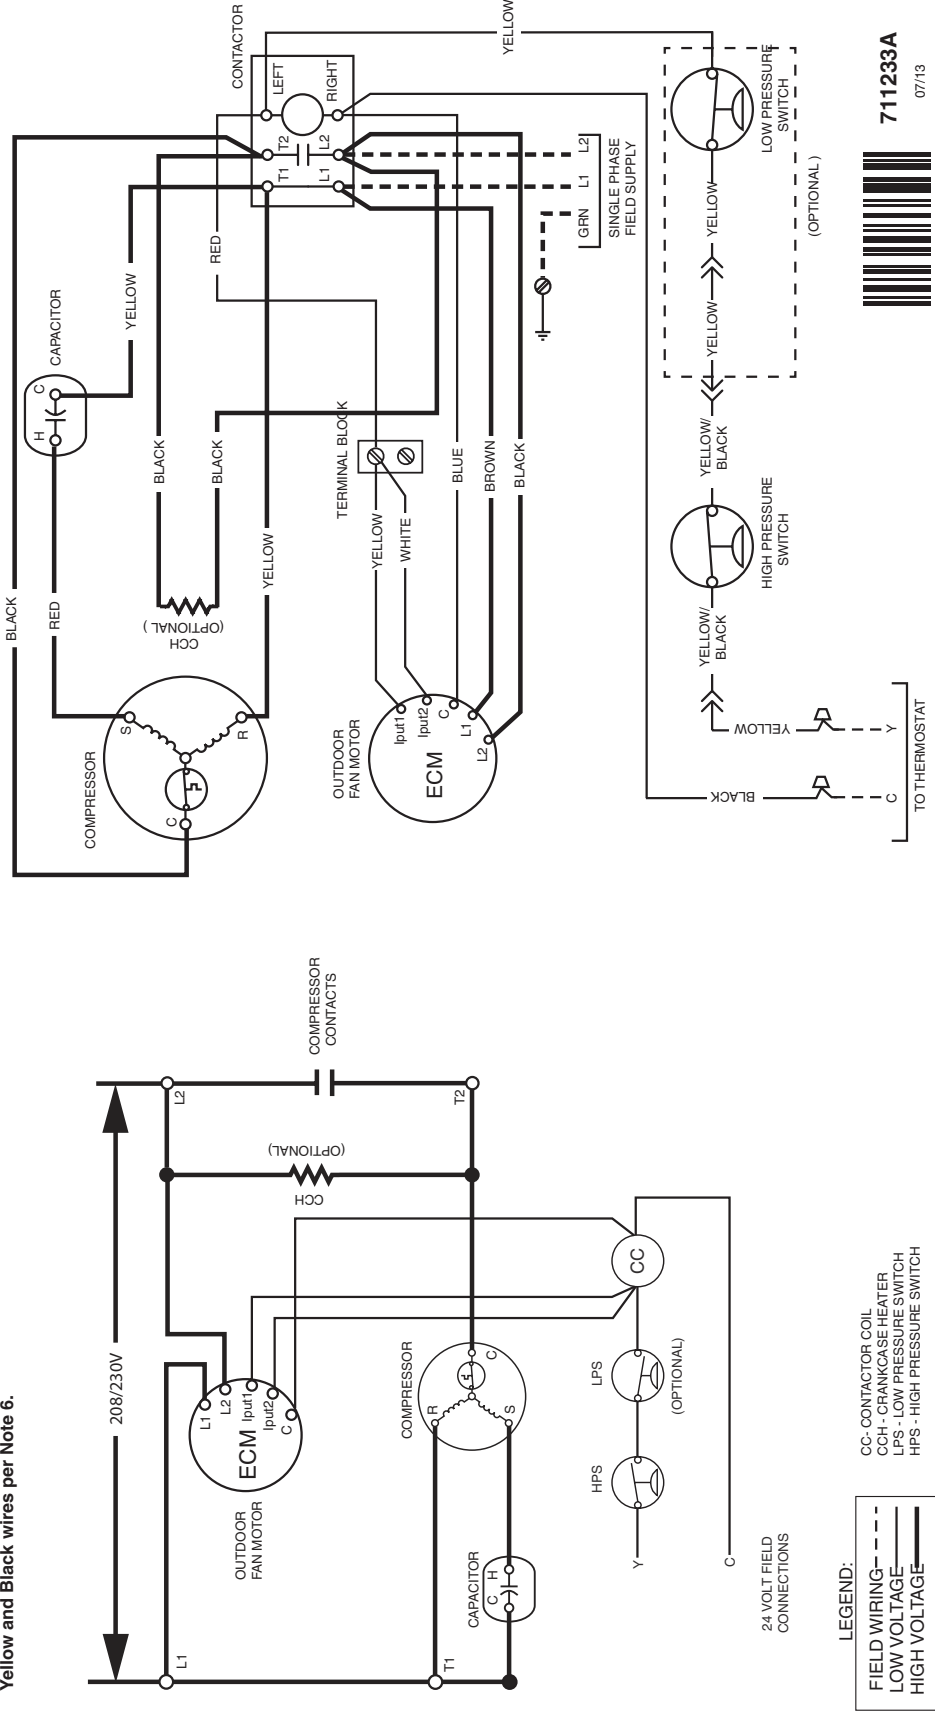 Yellow and Black wires per Note 6.
208/230V
L1
L2
COMPRESSOR
CONTACTS
CCH
(OPTIONAL)
T2
T1
L1
L2
Iput1
Iput2
C
ECM
OUTDOOR
FAN MOTOR
COMPRESSOR
R
S
C
CAPACITOR
C
H
HPS
LPS
(OPTIONAL)
CC
Y
C
24 VOLT FIELD
CONNECTIONS
LEGEND:
FIELD WIRING
LOW VOLTAGE
HIGH VOLTAGE
CC- CONTACTOR COIL
CCH - CRANKCASE HEATER
LPS - LOW PRESSURE SWITCH
HPS - HIGH PRESSURE SWITCH
BLACK
RED
CAPACITOR
H
C
YELLOW
BLACK
BLACK
CCH
(OPTIONAL )
YELLOW
COMPRESSOR
S
R
C
CONTACTOR
LEFT
RIGHT
T2
L2
T1
L1
RED
YELLOW
TERMINAL BLOCK
YELLOW
WHITE
BLUE
BROWN
BLACK
OUTDOOR
FAN MOTOR
Iput1
Iput2
C
L1
L2
ECM
GRN
L1
L2
SINGLE PHASE
FIELD SUPPLY
LOW PRESSURE
SWITCH
YELLOW
YELLOW
(OPTIONAL )
YELLOW/
BLACK
HIGH PRESSURE
SWITCH
YELLOW/
BLACK
YELLOW
BLACK
C
Y
TO THERMOSTAT
711233A
07/13